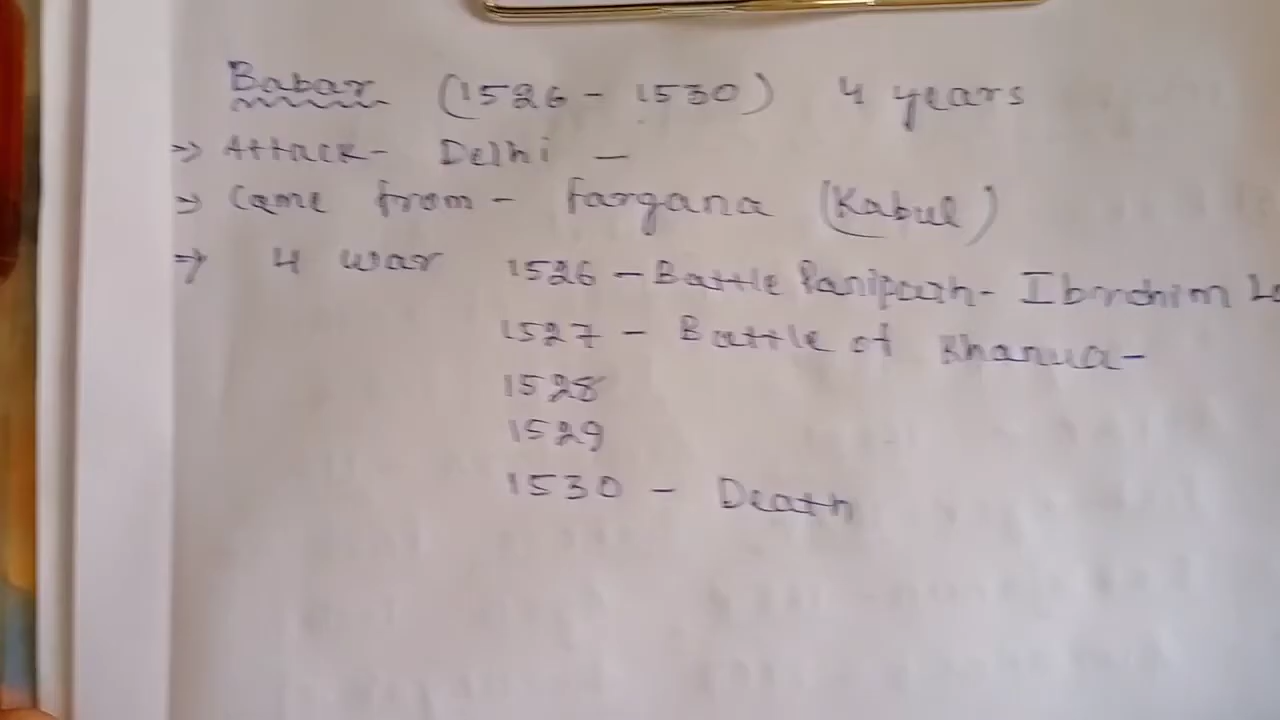 Babar (1526 - 1530) 4 years
⇒ Attack - Delhi -
⇒ Came from - fargana (Kabul)
⇒ 4 war 1526 - Battle Panipath - Ibrahim
1527 - Battle of Khanua -
1528
1529
1530 - Death